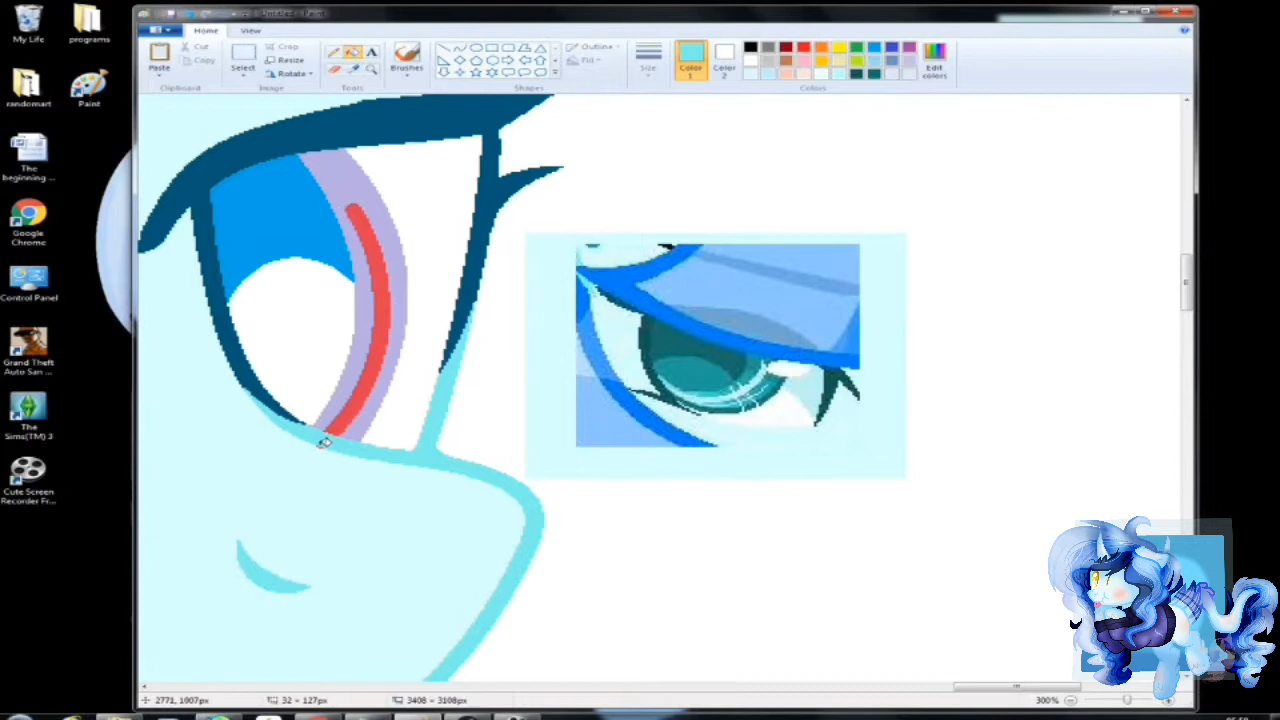 Untitled - Paint
Home
View
Cut
Copy
Paste
Clipboard
Crop
Resize
Rotate
Select
Image
A
Tools
Brushes
Outline
Fill
Shapes
Size
Color 1
Color 2
Edit colors
Colors
My Life
programs
randomart
Paint
The beginning ...
Google Chrome
Control Panel
Grand Theft Auto San ...
The Sims(TM) 3
Cute Screen Recorder Fr...
2771, 1007px
32 × 127px
3408 × 3108px
300%